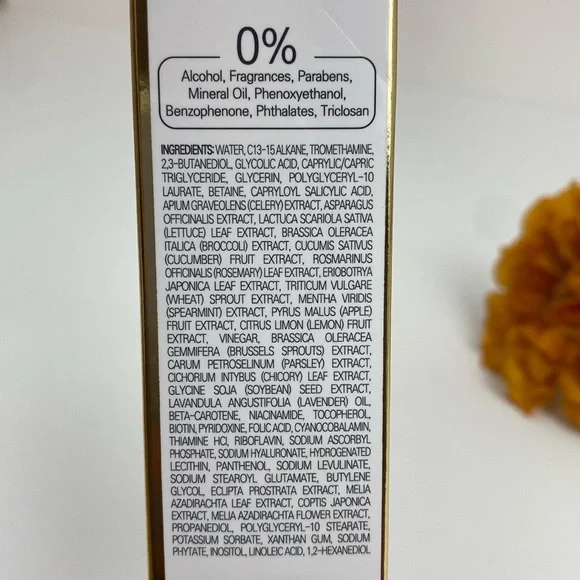 0%
Alcohol, Fragrances, Parabens,
Mineral Oil, Phenoxyethanol,
Benzophenone, Phthalates, Triclosan
INGREDIENTS: WATER, C13-15 ALKANE, TROMETHAMINE,
2,3-BUTANEDIOL, GLYCOLIC ACID, CAPRYLIC/CAPRIC
TRIGLYCERIDE, GLYCERIN, POLYGLYCERYL-10
LAURATE, BETAINE, CAPRYLOYL SALICYLIC ACID,
APIUM GRAVEOLENS (CELERY) EXTRACT, ASPARAGUS
OFFICINALIS EXTRACT, LACTUCA SCARIOLA SATIVA
(LETTUCE) LEAF EXTRACT, BRASSICA OLERACEA
ITALICA (BROCCOLI) EXTRACT, CUCUMIS SATIVUS
(CUCUMBER) FRUIT EXTRACT, ROSMARINUS
OFFICINALIS (ROSEMARY) LEAF EXTRACT, ERIOBOTRYA
JAPONICA LEAF EXTRACT, TRITICUM VULGARE
(WHEAT) SPROUT EXTRACT, MENTHA VIRIDIS
(SPEARMINT) EXTRACT, PYRUS MALUS (APPLE)
FRUIT EXTRACT, CITRUS LIMON (LEMON) FRUIT
EXTRACT, VINEGAR, BRASSICA OLERACEA
GEMMIFERA (BRUSSELS SPROUTS) EXTRACT,
CARUM PETROSELINUM (PARSLEY) EXTRACT,
CICHORIUM INTYBUS (CHICORY) LEAF EXTRACT,
GLYCINE SOJA (SOYBEAN) SEED EXTRACT,
LAVANDULA ANGUSTIFOLIA (LAVENDER) OIL,
BETA-CAROTENE, NIACINAMIDE, TOCOPHEROL,
BIOTIN, PYRIDOXINE, FOLIC ACID, CYANOCOBALAMIN,
THIAMINE HCl, RIBOFLAVIN, SODIUM ASCORBYL
PHOSPHATE, SODIUM HYALURONATE, HYDROGENATED
LECITHIN, PANTHENOL, SODIUM LEVULINATE,
SODIUM STEAROYL GLUTAMATE, BUTYLENE
GLYCOL, ECLIPTA PROSTRATA EXTRACT, MELIA
AZADIRACHTA LEAF EXTRACT, COPTIS JAPONICA
EXTRACT, MELIA AZADIRACHTA FLOWER EXTRACT,
PROPANEDIOL, POLYGLYCERYL-10 STEARATE,
POTASSIUM SORBATE, XANTHAN GUM, SODIUM
PHYTATE, INOSITOL, LINOLEIC ACID, 1,2-HEXANEDIOL